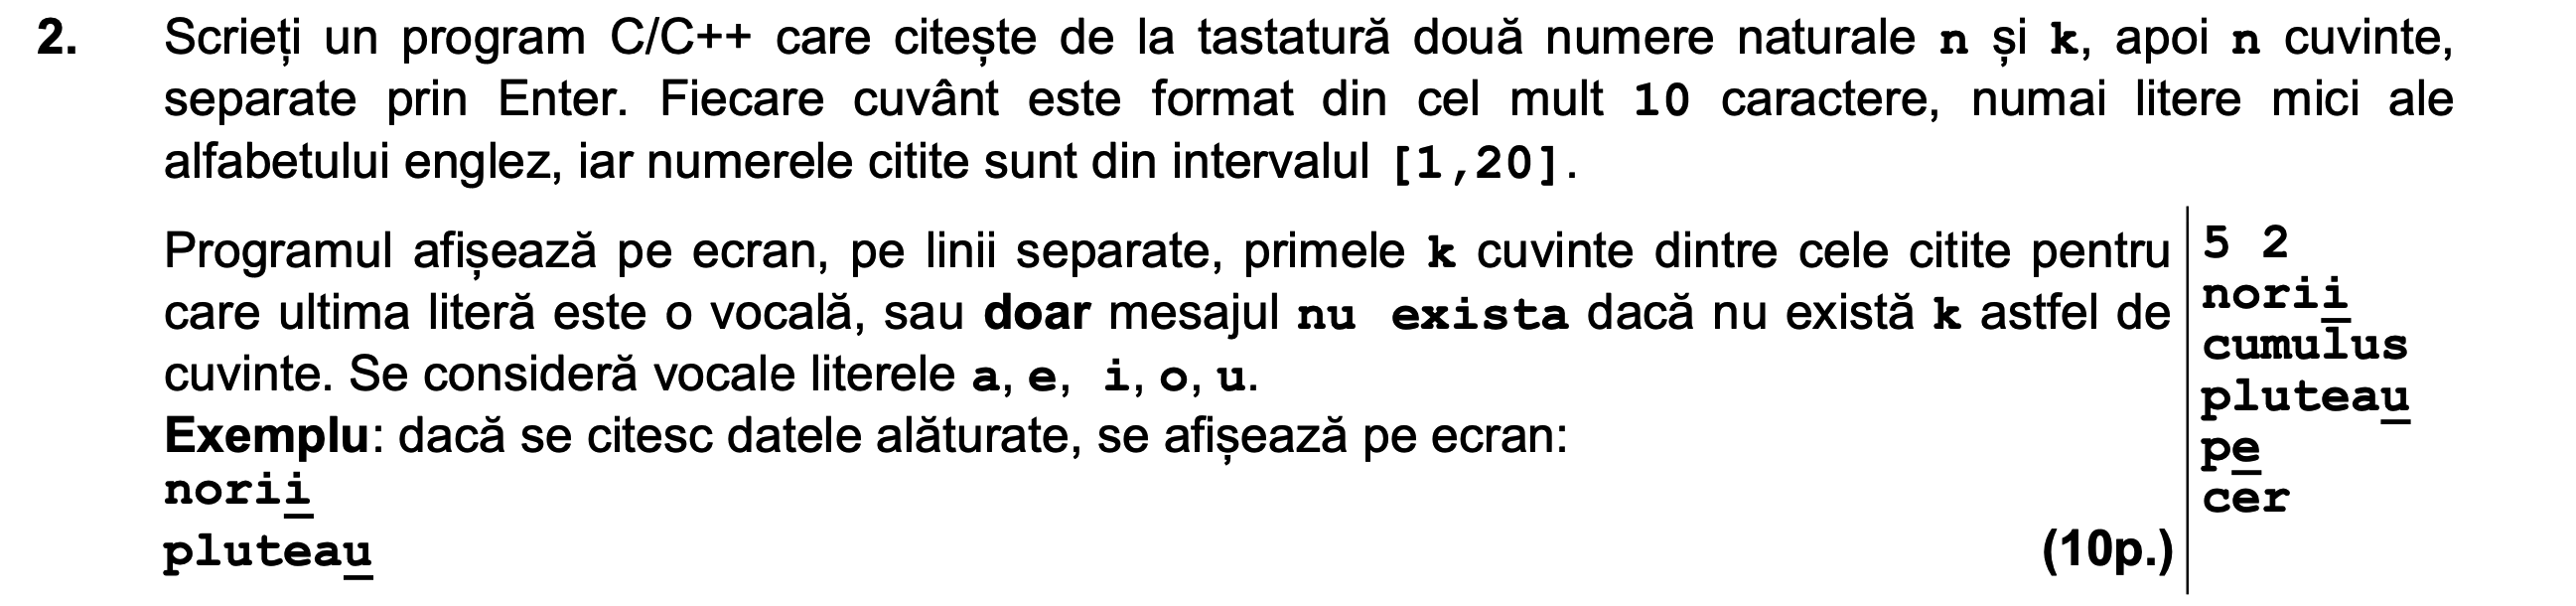 2. Scrieți un program C/C++ care citește de la tastatură două numere naturale n și k, apoi n cuvinte,
separate prin Enter. Fiecare cuvânt este format din cel mult 10 caractere, numai litere mici ale
alfabetului englez, iar numerele citite sunt din intervalul [1,20].
Programul afișează pe ecran, pe linii separate, primele k cuvinte dintre cele citite pentru
care ultima literă este o vocală, sau doar mesajul nu exista dacă nu există k astfel de
cuvinte. Se consideră vocale literele a, e, i, o, u.
Exemplu: dacă se citesc datele alăturate, se afișează pe ecran:
norii
pluteau
(10p.)
5 2
norii
cumulus
pluteau
pe
cer